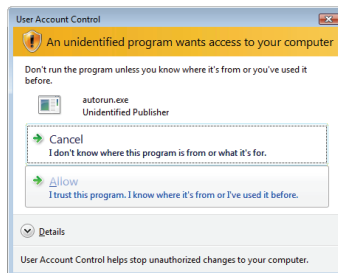 User Account Control
An unidentified program wants access to your computer
Don't run the program unless you know where it's from or you've used it
before.
autorun.exe
Unidentified Publisher
Cancel
I don't know where this program is from or what it's for.
Allow
I trust this program. I know where it's from or I've used it before.
Details
User Account Control helps stop unauthorized changes to your computer.